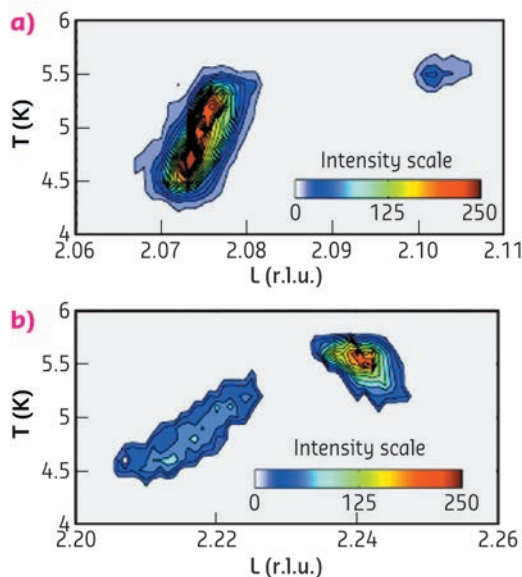 a)
6
5.5
5
4.5
4
T (K)
Intensity scale
0 125 250
2.06 2.07 2.08 2.09 2.10 2.11
L (r.l.u.)
b)
6
5.5
5
4.5
4
T (K)
Intensity scale
0 125 250
2.20 2.22 2.24 2.26
L (r.l.u.)